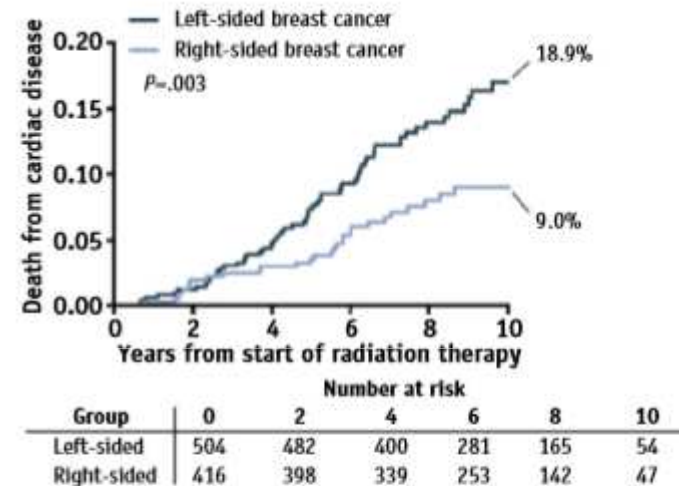 Left-sided breast cancer
Right-sided breast cancer
P=.003
Death from cardiac disease
0.20
0.15
0.10
0.05
0.00
18.9%
9.0%
0 2 4 6 8 10
Years from start of radiation therapy
Number at risk
Group 0 2 4 6 8 10
Left-sided 504 482 400 281 165 54
Right-sided 416 398 339 253 142 47